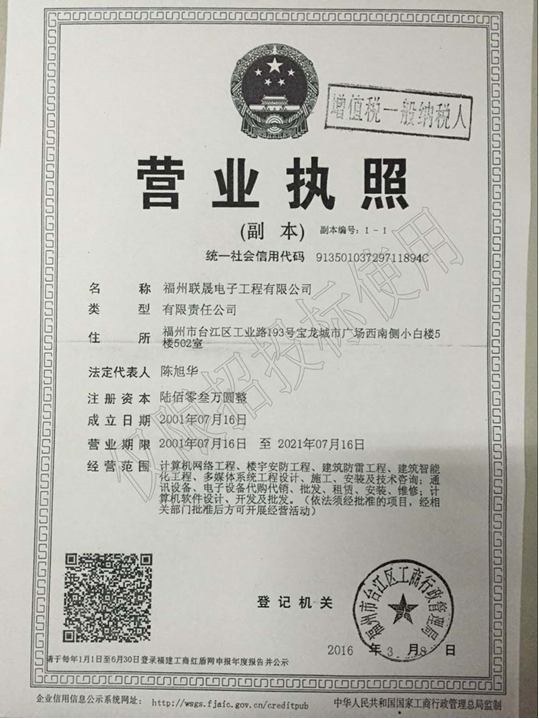 增值税一般纳税人
营业执照
(副 本) 副本编号：1-1
统一社会信用代码 91350103729711894C
名 称 福州联晟电子工程有限公司
类 型 有限责任公司
住 所 福州市台江区工业路193号宝龙城市广场西南侧小白楼5
楼502室
法定代表人 陈旭华
注册资本 陆佰零叁万圆整
成立日期 2001年07月16日
营业期限 2001年07月16日 至 2021年07月16日
经营范围 计算机网络工程、楼宇安防工程、建筑防雷工程、建筑智能
化工程、多媒体系统工程设计、施工、安装及技术咨询；通
讯设备、电子设备代购代销、批发、租赁、安装、维修；计
算机软件设计、开发及批发。（依法须经批准的项目，经相
关部门批准后方可开展经营活动）
仅供招投标使用
登记机关
福州市台江区工商行政管理局
2016 年 3 月 8 日
请于每年1月1日至6月30日登录福建工商红盾网申报年度报告并公示
企业信用信息公示系统网址： http://wsgs.fjaic.gov.cn/creditpub
中华人民共和国国家工商行政管理总局监制